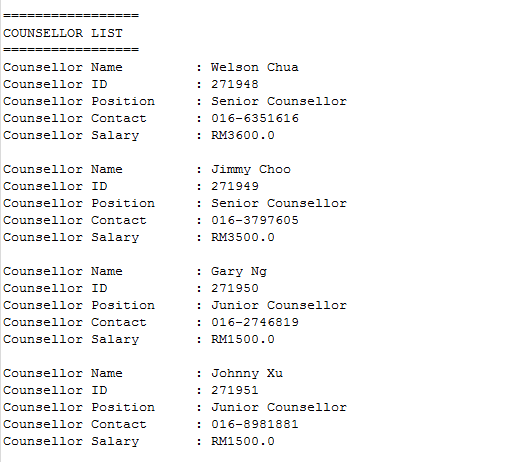 =================
COUNSELLOR LIST
=================
Counsellor Name : Welson Chua
Counsellor ID : 271948
Counsellor Position : Senior Counsellor
Counsellor Contact : 016-6351616
Counsellor Salary : RM3600.0

Counsellor Name : Jimmy Choo
Counsellor ID : 271949
Counsellor Position : Senior Counsellor
Counsellor Contact : 016-3797605
Counsellor Salary : RM3500.0

Counsellor Name : Gary Ng
Counsellor ID : 271950
Counsellor Position : Junior Counsellor
Counsellor Contact : 016-2746819
Counsellor Salary : RM1500.0

Counsellor Name : Johnny Xu
Counsellor ID : 271951
Counsellor Position : Junior Counsellor
Counsellor Contact : 016-8981881
Counsellor Salary : RM1500.0